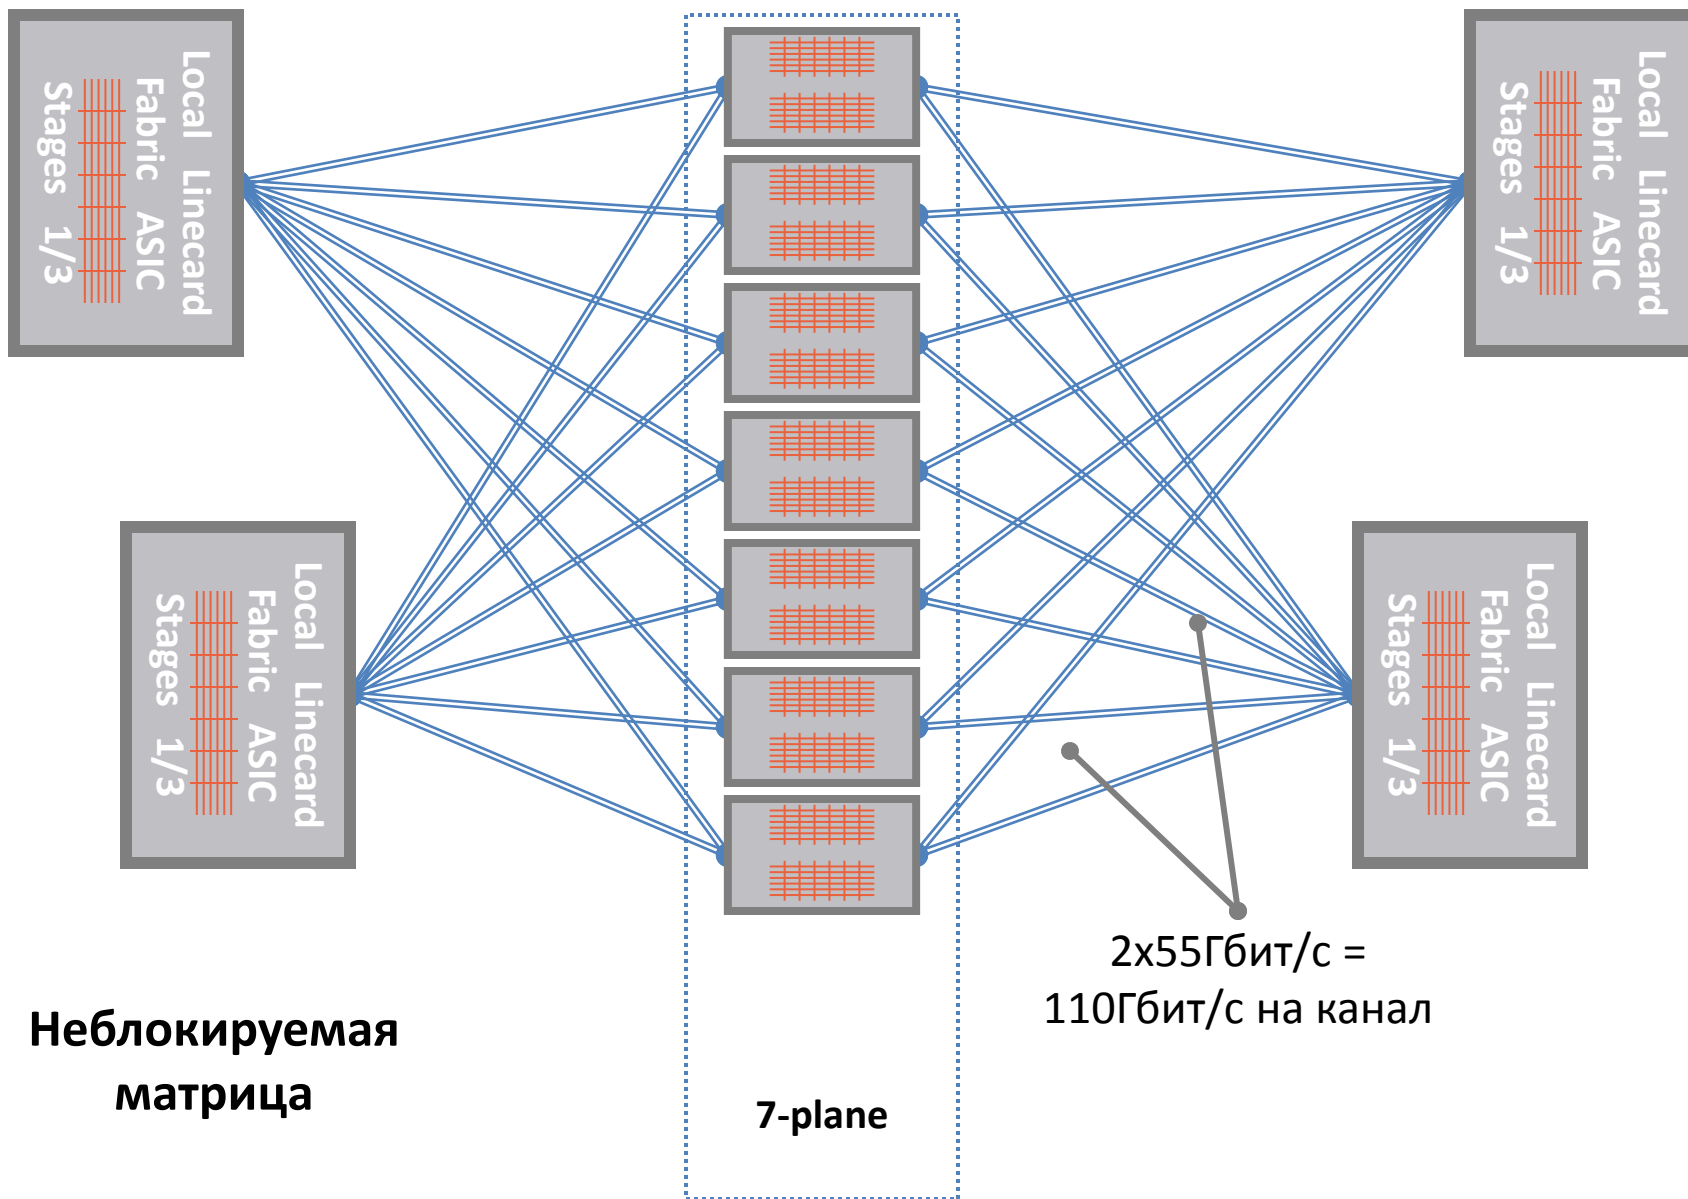 Local Linecard
Fabric ASIC
Stages 1/3
Local Linecard
Fabric ASIC
Stages 1/3
Local Linecard
Fabric ASIC
Stages 1/3
Local Linecard
Fabric ASIC
Stages 1/3
2x55Гбит/с =
110Гбит/с на канал
Неблокируемая
матрица
7-plane